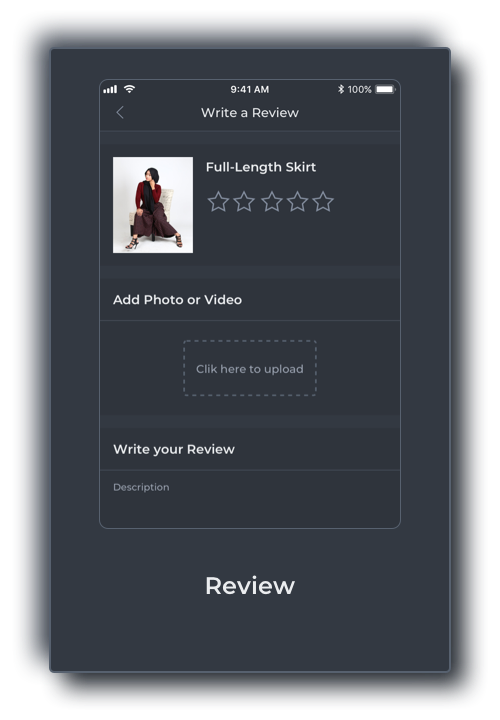 9:41 AM
100%
Write a Review
Full-Length Skirt
Add Photo or Video
Clik here to upload
Write your Review
Description
Review